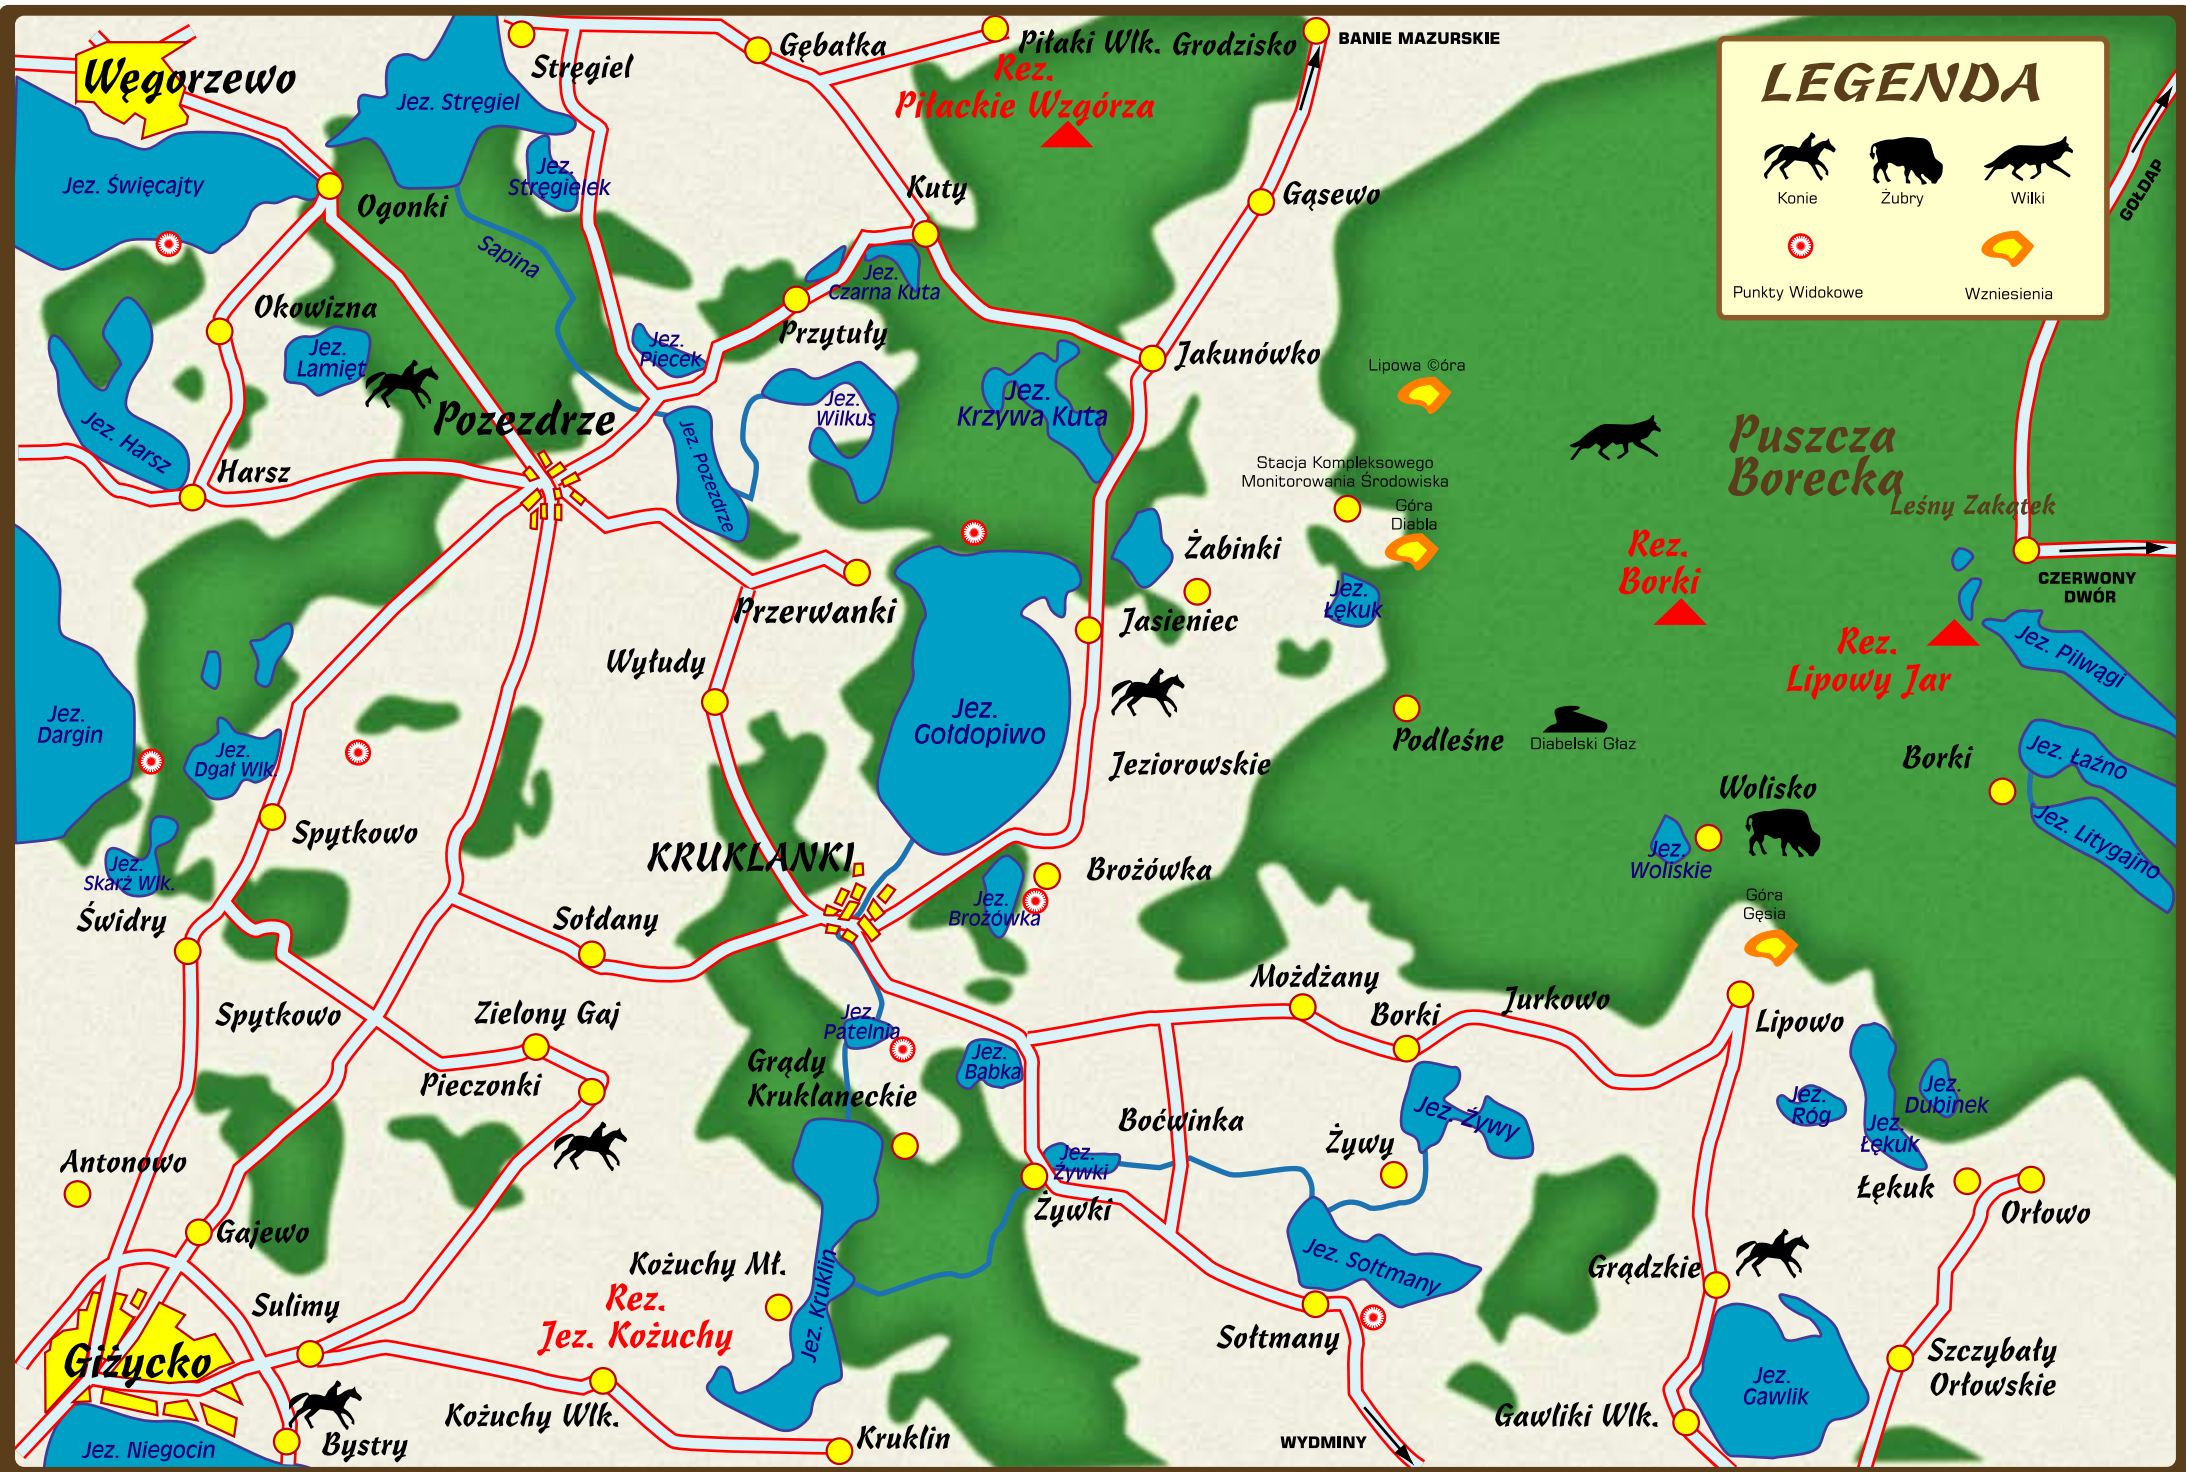 Węgorzewo
Stręgiel
Gębałka
Piłaki Wlk.
Grodzisko
BANIE MAZURSKIE
Rez.
Piłackie Wzgórza
LEGENDA
Konie
Żubry
Wilki
Punkty Widokowe
Wzniesienia
GOŁDAP
Jez. Stręgiel
Jez.
Stręgielek
Jez. Święcajty
Ogonki
Sapina
Kuty
Gąsewo
Jez.
Czarna Kuta
Okowizna
Przytuły
Jez.
Lamięt
Jez.
Piecek
Jakunówko
Lipowa ©óra
Jez.
Wilkus
Jez.
Krzywa Kuta
Pozezdrze
Jez. Harsz
Harsz
Jez. Pozezdrze
Stacja Kompleksowego
Monitorowania Środowiska
Góra
Diabla
Puszcza
Borecka
Leśny Zakątek
Rez.
Borki
CZERWONY
DWÓR
Żabinki
Jez.
Łękuk
Przerwanki
Jasieniec
Rez.
Lipowy Jar
Jez. Piłwągi
Wyłudy
Jez.
Dargin
Jez.
Dgał Wlk.
Jez.
Gołdopiwo
Jeziorowskie
Podleśne
Diabelski Głaz
Borki
Jez. Łaźno
Wolisko
Jez. Litygajno
Spytkowo
KRUKLANKI
Jez.
Woliskie
Jez.
Skarż Wlk.
Brożówka
Jez.
Brożówka
Góra
Gęsia
Świdry
Sołdany
Spytkowo
Zielony Gaj
Możdżany
Borki
Jurkowo
Lipowo
Jez.
Patelnia
Grądy
Kruklaneckie
Jez.
Babka
Pieczonki
Boćwinka
Jez. Żywy
Żywy
Jez.
Róg
Jez.
Dubinek
Jez.
Łękuk
Antonowo
Jez.
Żywki
Żywki
Łękuk
Orłowo
Gajewo
Kożuchy Mł.
Jez. Kruklin
Jez. Sołtmany
Grądzkie
Sulimy
Rez.
Jez. Kożuchy
Sołtmany
Giżycko
Szczybały
Orłowskie
Jez.
Gawlik
Kożuchy Wlk.
Gawliki Wlk.
Jez. Niegocin
Bystry
Kruklin
WYDMINY